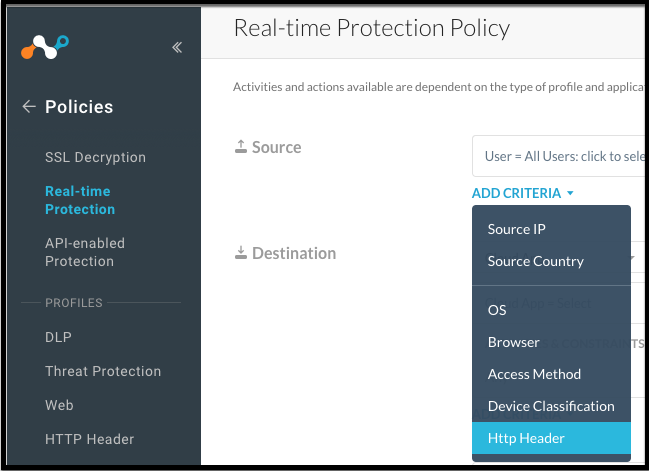 Real-time Protection Policy
Policies
SSL Decryption
Real-time
Protection
API-enabled
Protection
PROFILES
DLP
Threat Protection
Web
HTTP Header
Activities and actions available are dependent on the type of profile and
Source
User = All Users: click to
ADD CRITERIA
Source IP
Source Country
OS
Browser
Access Method
Device Classification
Http Header
Destination